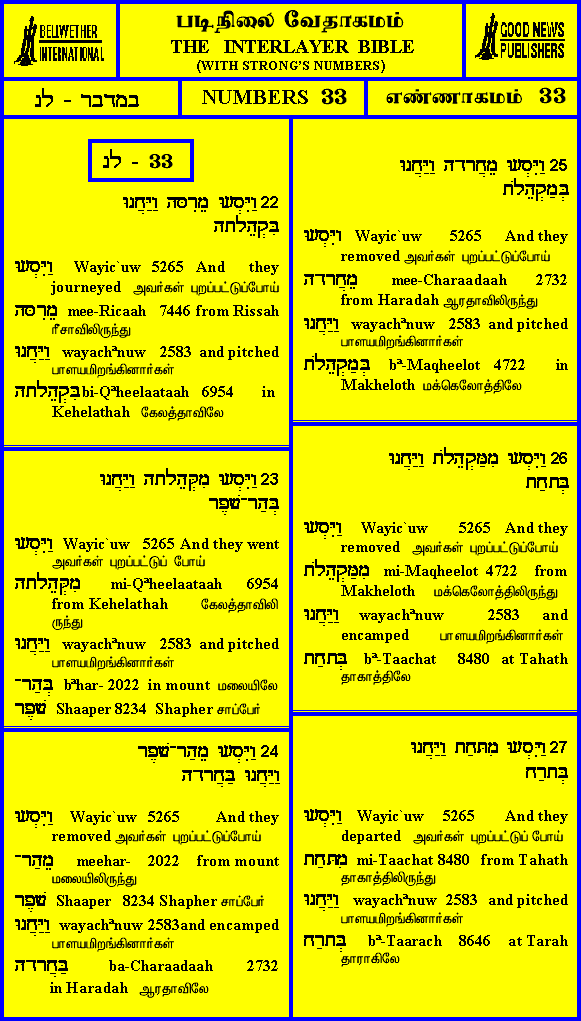 BELLWETHER
INTERNATIONAL
படிநிலை வேதாகமம்
THE INTERLAYER BIBLE
(WITH STRONG'S NUMBERS)
GOOD NEWS
PUBLISHERS
במדבר - לג
NUMBERS 33
எண்ணாகமம் 33
לג - 33
22 וַיִּסְעוּ מֵרִסָּה וַיַּחֲנוּ
בִּקְהֵלָתה
וַיִּסְעוּ Wayic`uw 5265 And they
journeyed அவர்கள் புறப்பட்டுப்போய்
מֵרִסָּה mee-Ricaah 7446 from Rissah
ரீசாவிலிருந்து
וַיַּחֲנוּ wayachªnuw 2583 and pitched
பாளயமிறங்கினார்கள்
בִּקְהֵלָתה bi-Qªheelaataah 6954 in
Kehelathah கேலத்தாவிலே
23 וַיִּסְעוּ מִקְּהֵלָתה וַיַּחֲנוּ
בְּהַר־שָׁפֶר
וַיִּסְעוּ Wayic`uw 5265 And they went
அவர்கள் புறப்பட்டுப் போய்
מִקְּהֵלָתה mi-Qªheelaataah 6954
from Kehelathah கேலத்தாவிலி
ருந்து
וַיַּחֲנוּ wayachªnuw 2583 and pitched
பாளயமிறங்கினார்கள்
בְּהַר־ bªhar- 2022 in mount மலையிலே
שָׁפֶר Shaaper 8234 Shapher சாப்பேர்
24 וַיִּסְעוּ מֵהַר־שָׁפֶר
וַיַּחֲנוּ בַּחֲרָדה
וַיִּסְעוּ Wayic`uw 5265 And they
removed அவர்கள் புறப்பட்டுப்போய்
מֵהַר־ meehar- 2022 from mount
மலையிலிருந்து
שָׁפֶר Shaaper 8234 Shapher சாப்பேர்
וַיַּחֲנוּ wayachªnuw 2583and encamped
பாளயமிறங்கினார்கள்
בַּחֲרָדה ba-Charaadaah 2732
in Haradah ஆரதாவிலே
25 וַיִּסְעוּ מֵחֲרָדה וַיַּחֲנוּ
בְּמַקְהֵלֹת
וַיִּסְעוּ Wayic`uw 5265 And they
removed அவர்கள் புறப்பட்டுப்போய்
מֵחֲרָדה mee-Charaadaah 2732
from Haradah ஆரதாவிலிருந்து
וַיַּחֲנוּ wayachªnuw 2583 and pitched
பாளயமிறங்கினார்கள்
בְּמַקְהֵלֹת bª-Maqheelot 4722 in
Makheloth மக்கெலோத்திலே
26 וַיִּסְעוּ מִמַּקְהֵלֹת וַיַּחֲנוּ
בְּתָחַת
וַיִּסְעוּ Wayic`uw 5265 And they
removed அவர்கள் புறப்பட்டுப்போய்
מִמַּקְהֵלֹת mi-Maqheelot 4722 from
Makheloth மக்கெலோத்திலிருந்து
וַיַּחֲנוּ wayachªnuw 2583 and
encamped பாளயமிறங்கினார்கள்
בְּתָחַת bª-Taachat 8480 at Tahath
தாகாத்திலே
27 וַיִּסְעוּ מִתָּחַת וַיַּחֲנוּ
בְּתָרַח
וַיִּסְעוּ Wayic`uw 5265 And they
departed அவர்கள் புறப்பட்டுப் போய்
מִתָּחַת mi-Taachat 8480 from Tahath
தாகாத்திலிருந்து
וַיַּחֲנוּ wayachªnuw 2583 and pitched
பாளயமிறங்கினார்கள்
בְּתָרַח bª-Taarach 8646 at Tarah
தாராகிலே